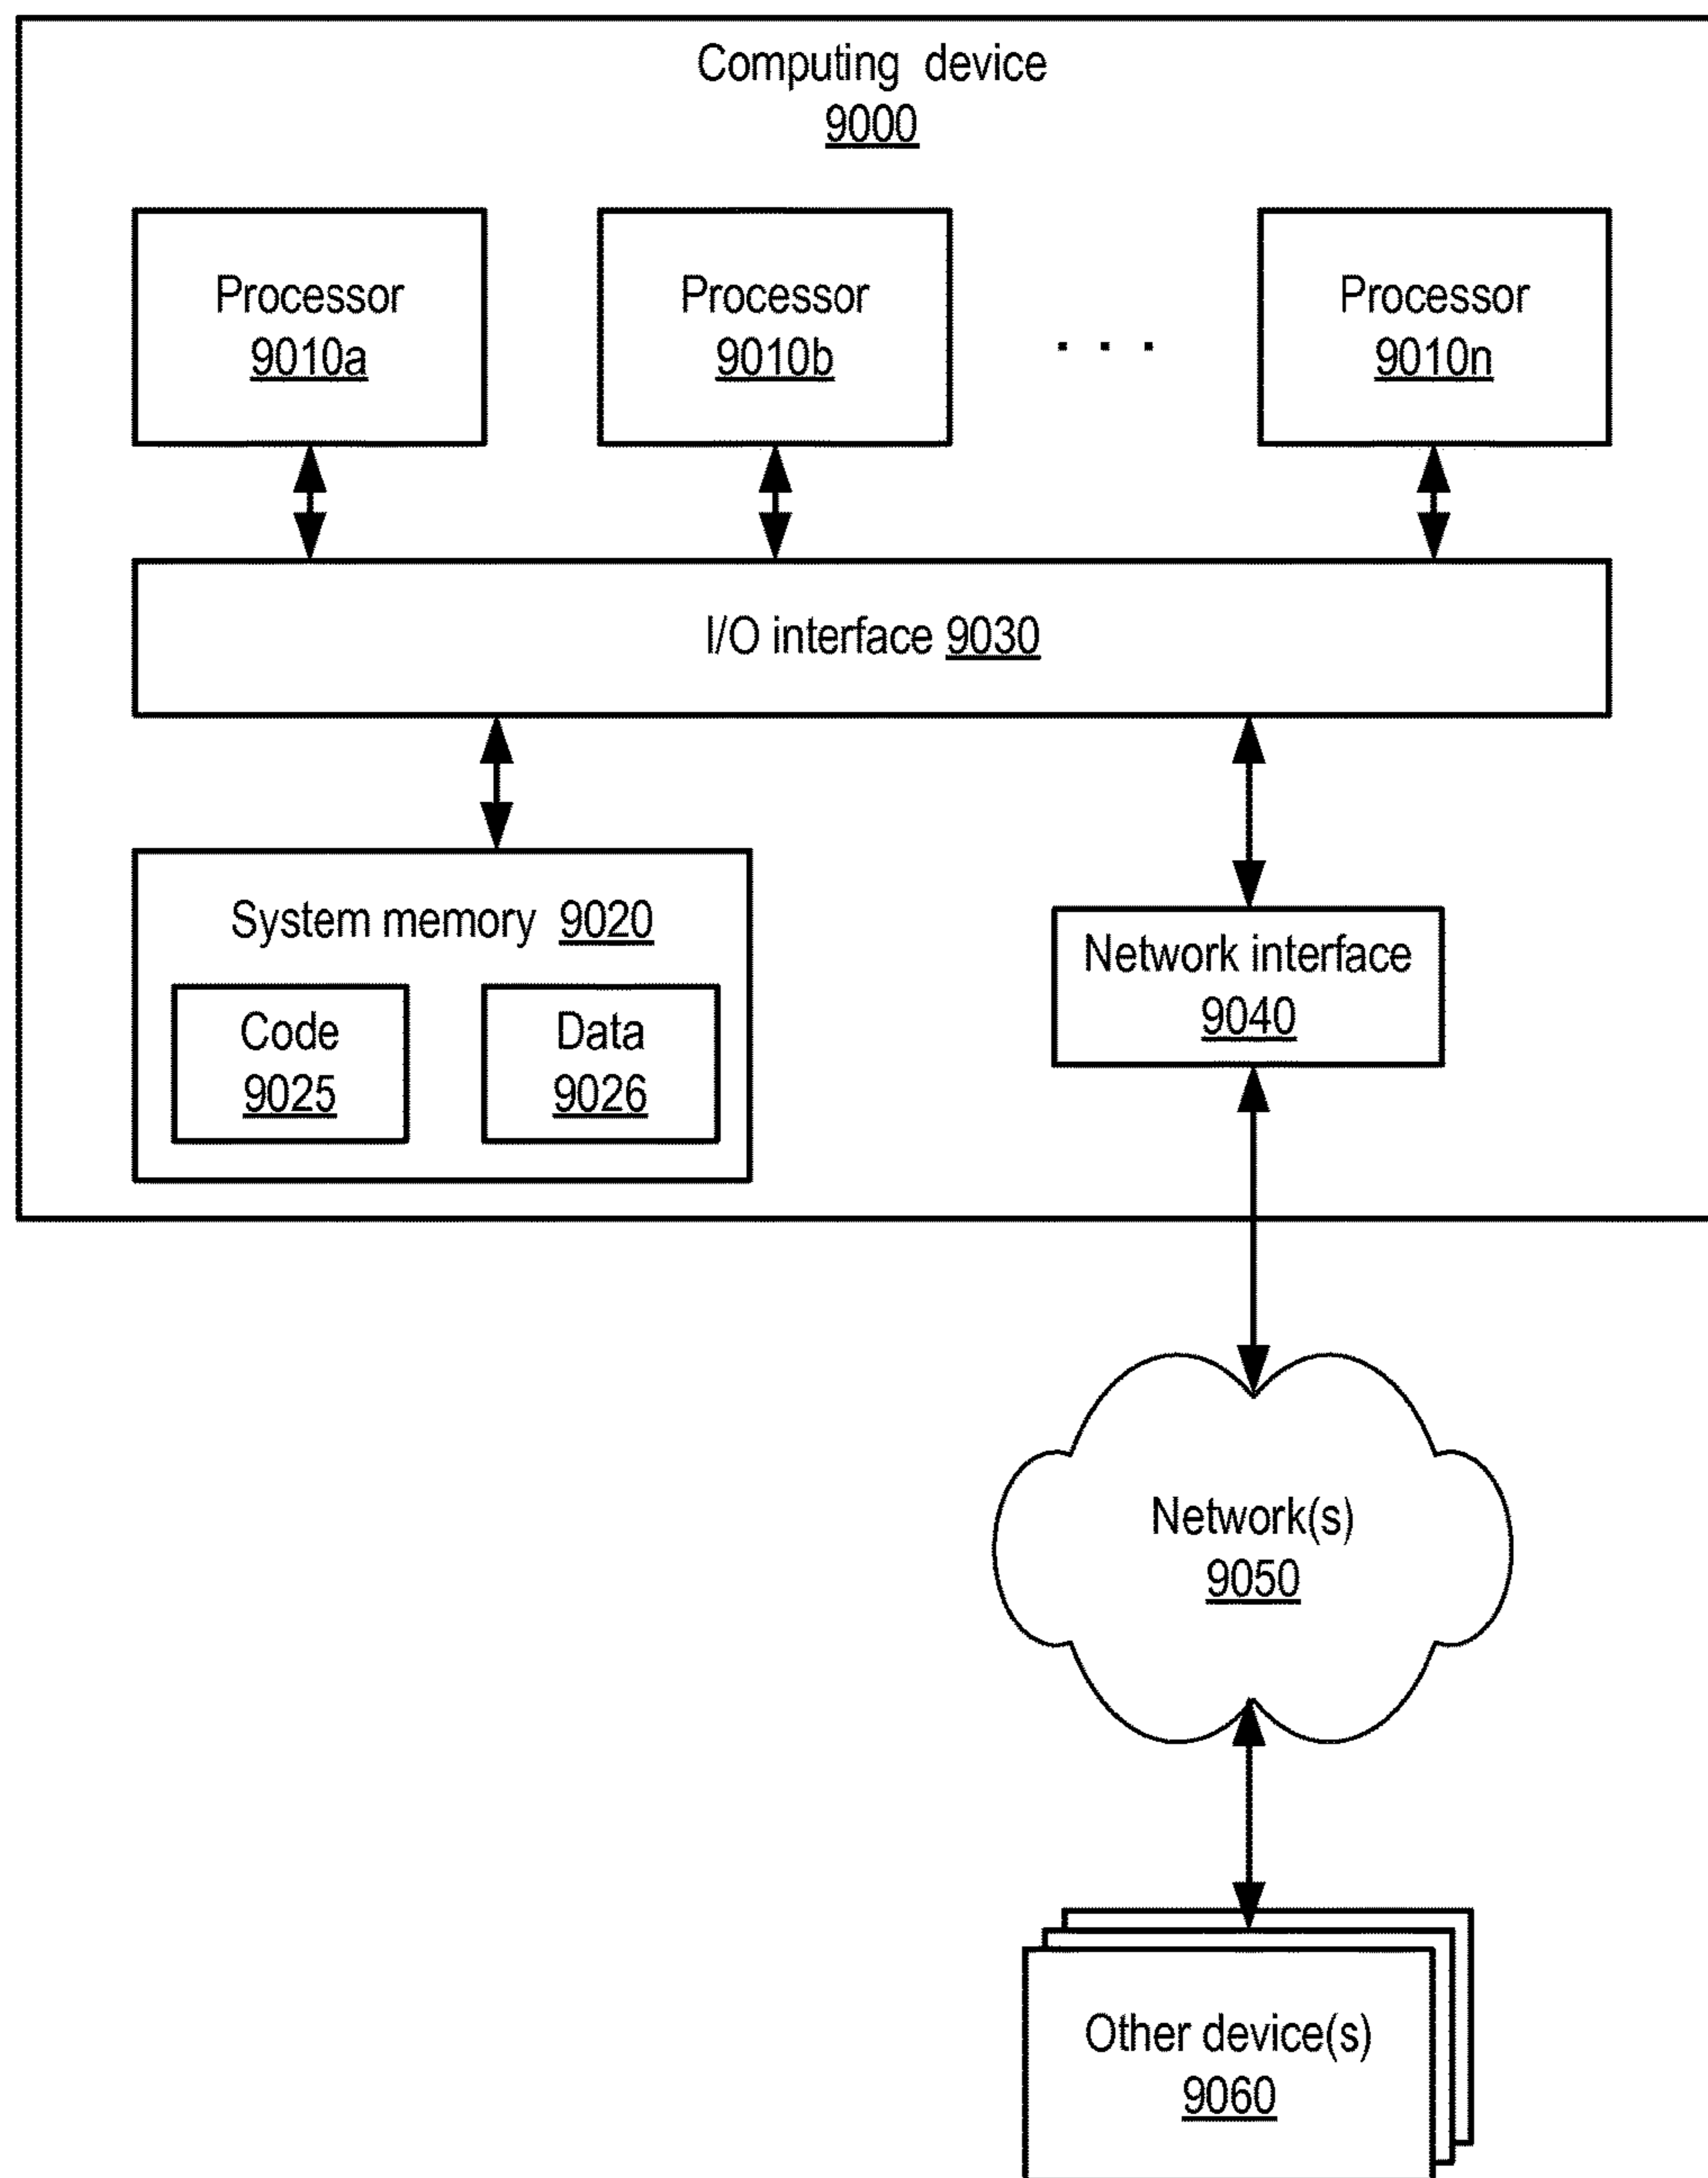 Computing device
9000
Processor
9010a
Processor
9010b
. . .
Processor
9010n
I/O interface 9030
System memory 9020
Code
9025
Data
9026
Network interface
9040
Network(s)
9050
Other device(s)
9060